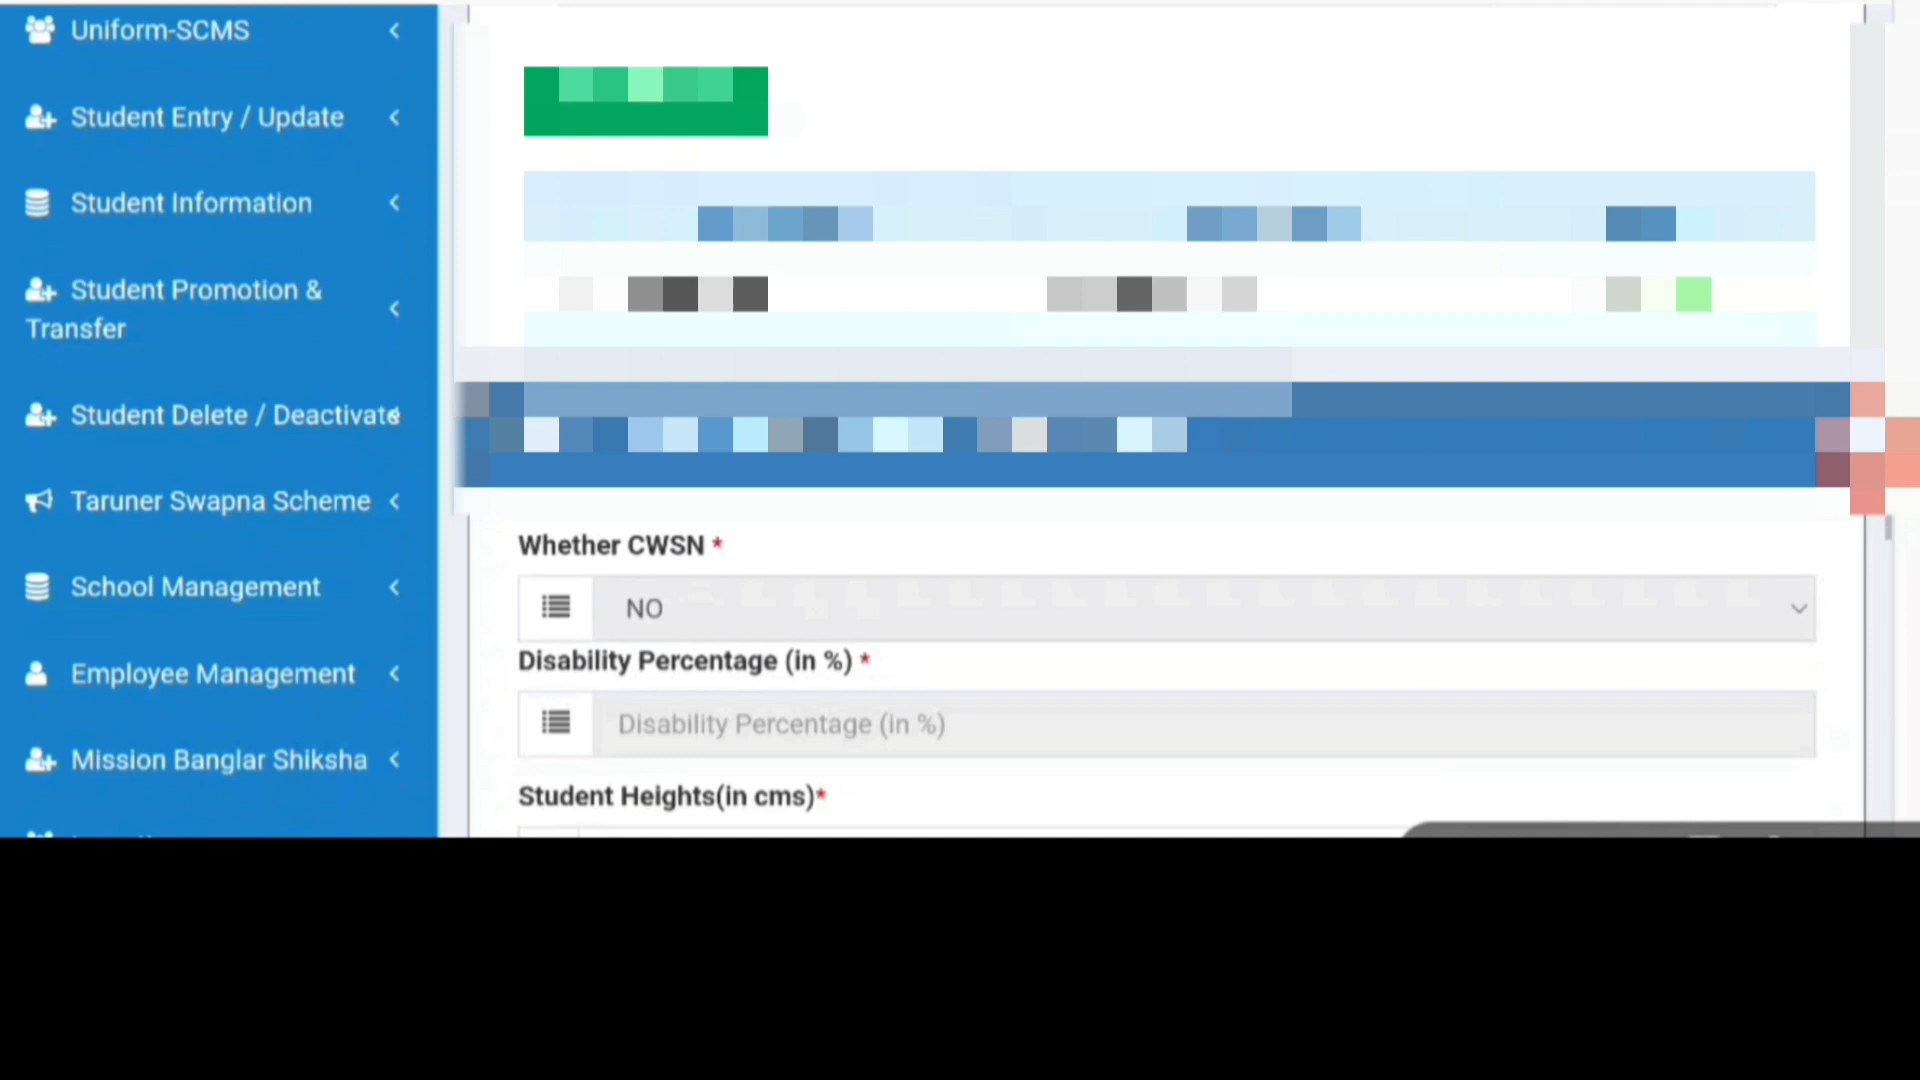 Uniform-SCMS
Student Entry / Update
Student Information
Student Promotion &
Transfer
Student Delete / Deactivate
Taruner Swapna Scheme
School Management
Employee Management
Mission Banglar Shiksha
Whether CWSN *
NO
Disability Percentage (in %) *
Disability Percentage (in %)
Student Heights(in cms)*